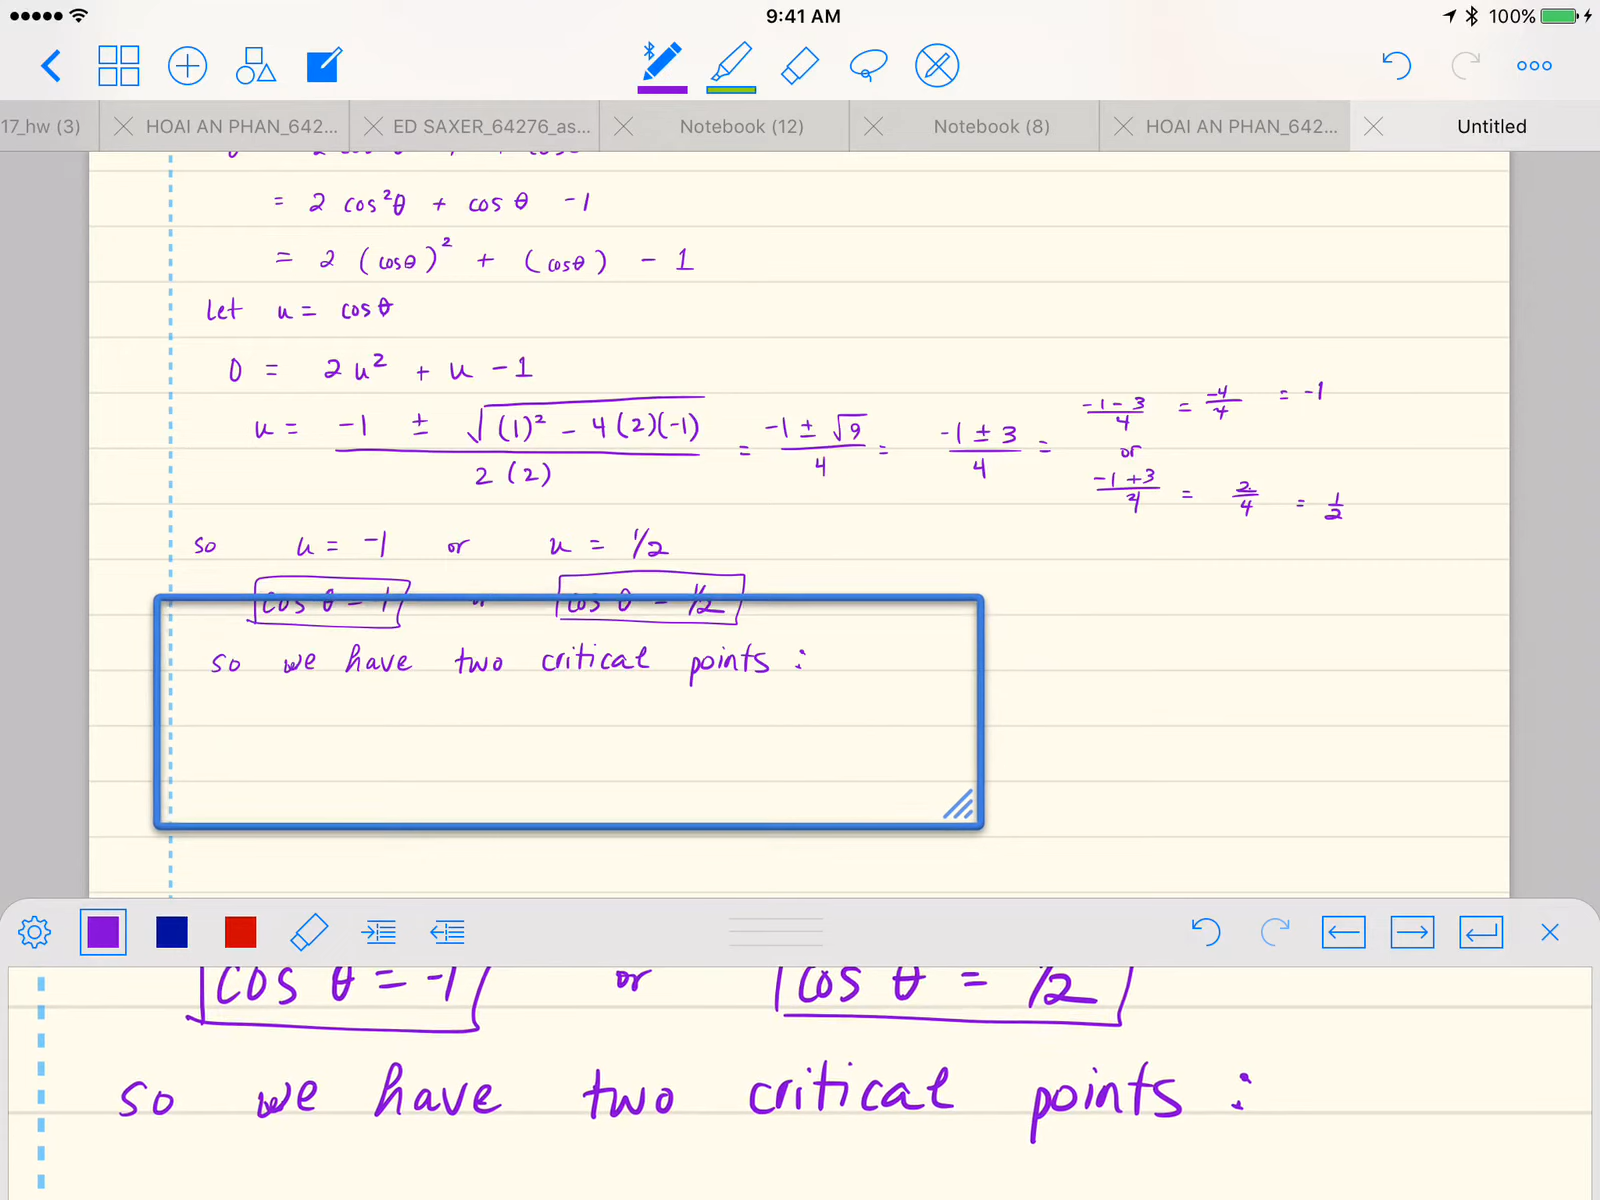 9:41 AM
100%
17_hw (3)
HOAI AN PHAN_642...
ED SAXER_64276_as...
Notebook (12)
Notebook (8)
HOAI AN PHAN_642...
Untitled
= 2 cos²θ + cos θ -1
= 2 (cosθ)² + (cosθ) - 1
Let u = cos θ
0 = 2u² + u -1
u = -1 ± √(1)² - 4(2)(-1) / 2(2) = -1 ± √9 / 4 = -1 ± 3 / 4 = -1-3 / 4 = -4/4 = -1
or
-1+3 / 4 = 2/4 = 1/2
so u = -1 or u = 1/2
cos θ = -1 or cos θ = 1/2
so we have two critical points :
cos θ = -1 or cos θ = 1/2
so we have two critical points :